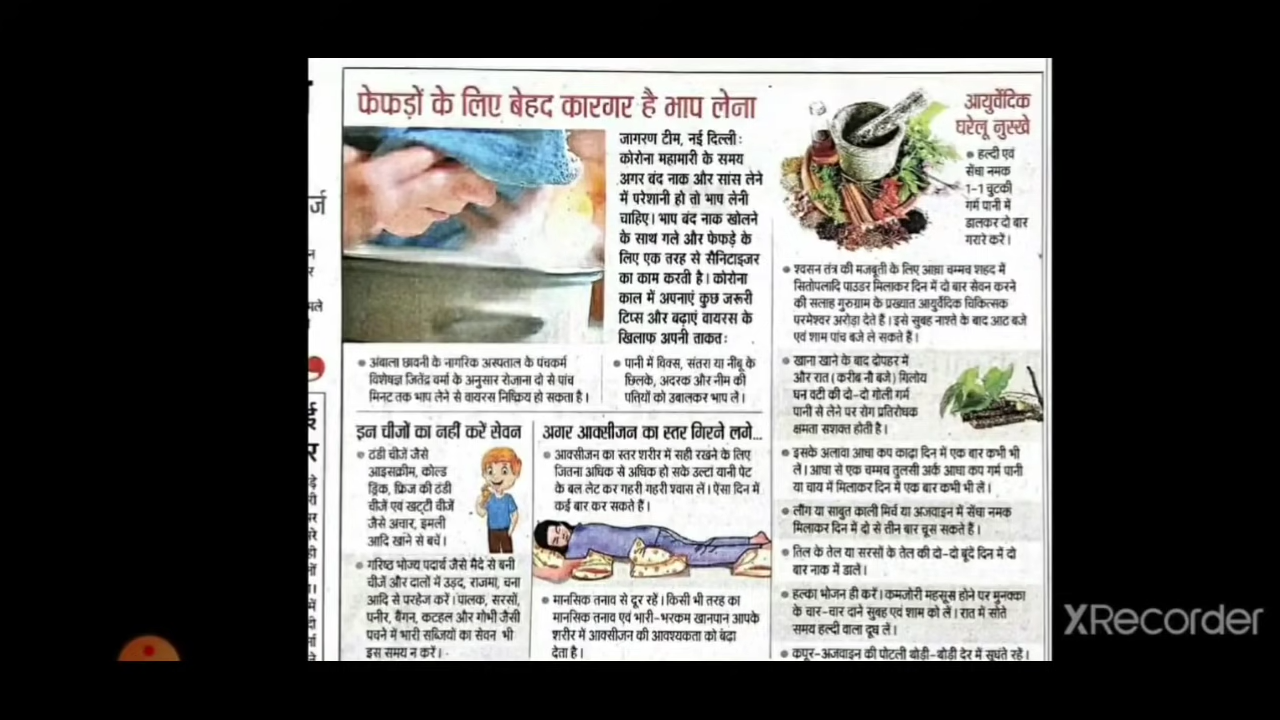 फेफड़ों के लिए बेहद कारगर है भाप लेना
जागरण टीम, नई दिल्ली:
कोरोना महामारी के समय
अगर बंद नाक और सांस लेने
में परेशानी हो तो भाप लेनी
चाहिए। भाप बंद नाक खोलने
के साथ गले और फेफड़े के
लिए एक तरह से सैनिटाइजर
का काम करती है। कोरोना
काल में अपनाएं कुछ जरूरी
टिप्स और बढ़ाएं वायरस के
खिलाफ अपनी ताकत:
● अंबाला छावनी के नागरिक अस्पताल के पंचकर्म
विशेषज्ञ जितेंद्र वर्मा के अनुसार रोजाना दो से पांच
मिनट तक भाप लेने से वायरस निष्क्रिय हो सकता है।
● पानी में विक्स, संतरा या नींबू के
छिलके, अदरक और नीम की
पत्तियों को उबालकर भाप लें।
इन चीजों का नहीं करें सेवन
● ठंडी चीजें जैसे
आइसक्रीम, कोल्ड
ड्रिंक, फ्रिज की ठंडी
चीजें एवं खट्टी चीजें
जैसे अचार, इमली
आदि खाने से बचें।
● गरिष्ठ भोज्य पदार्थ जैसे मैदे से बनी
चीजें और दालों में उड़द, राजमा, चना
आदि से परहेज करें। पालक, सरसों,
पनीर, बैंगन, कटहल और गोभी जैसी
पचने में भारी सब्जियों का सेवन भी
इस समय न करें।
अगर आक्सीजन का स्तर गिरने लगे...
● आक्सीजन का स्तर शरीर में सही रखने के लिए
जितना अधिक से अधिक हो सके उल्टा यानी पेट
के बल लेट कर गहरी गहरी श्वास लें। ऐसा दिन में
कई बार कर सकते हैं।
● मानसिक तनाव से दूर रहें। किसी भी तरह का
मानसिक तनाव एवं भारी-भरकम खानपान आपके
शरीर में आक्सीजन की आवश्यकता को बढ़ा
देता है।
आयुर्वेदिक
घरेलू नुस्खे
● हल्दी एवं
सेंधा नमक
1-1 चुटकी
गर्म पानी में
डालकर दो बार
गरारे करें।
● श्वसन तंत्र की मजबूती के लिए आधा चम्मच शहद में
सितोपलादि पाउडर मिलाकर दिन में दो बार सेवन करने
की सलाह गुरुग्राम के प्रख्यात आयुर्वेदिक चिकित्सक
परमेश्वर अरोड़ा देते हैं। इसे सुबह नाश्ते के बाद आठ बजे
एवं शाम पांच बजे ले सकते हैं।
● खाना खाने के बाद दोपहर में
और रात (करीब नौ बजे) गिलोय
घन वटी की दो-दो गोली गर्म
पानी से लेने पर रोग प्रतिरोधक
क्षमता सशक्त होती है।
● इसके अलावा आधा कप काढ़ा दिन में एक बार कभी भी
लें। आधा से एक चम्मच तुलसी अर्क आधा कप गर्म पानी
या चाय में मिलाकर दिन में एक बार कभी भी लें।
● लौंग या साबुत काली मिर्च या अजवाइन में सेंधा नमक
मिलाकर दिन में दो से तीन बार चूस सकते हैं।
● तिल के तेल या सरसों के तेल की दो-दो बूंदें दिन में दो
बार नाक में डालें।
● हल्का भोजन ही करें। कमजोरी महसूस होने पर मुनक्का
के चार-चार दाने सुबह एवं शाम को लें। रात में सोते
समय हल्दी वाला दूध लें।
● कपूर-अजवाइन की पोटली थोड़ी-थोड़ी देर में सूंघते रहें।
XRecorder